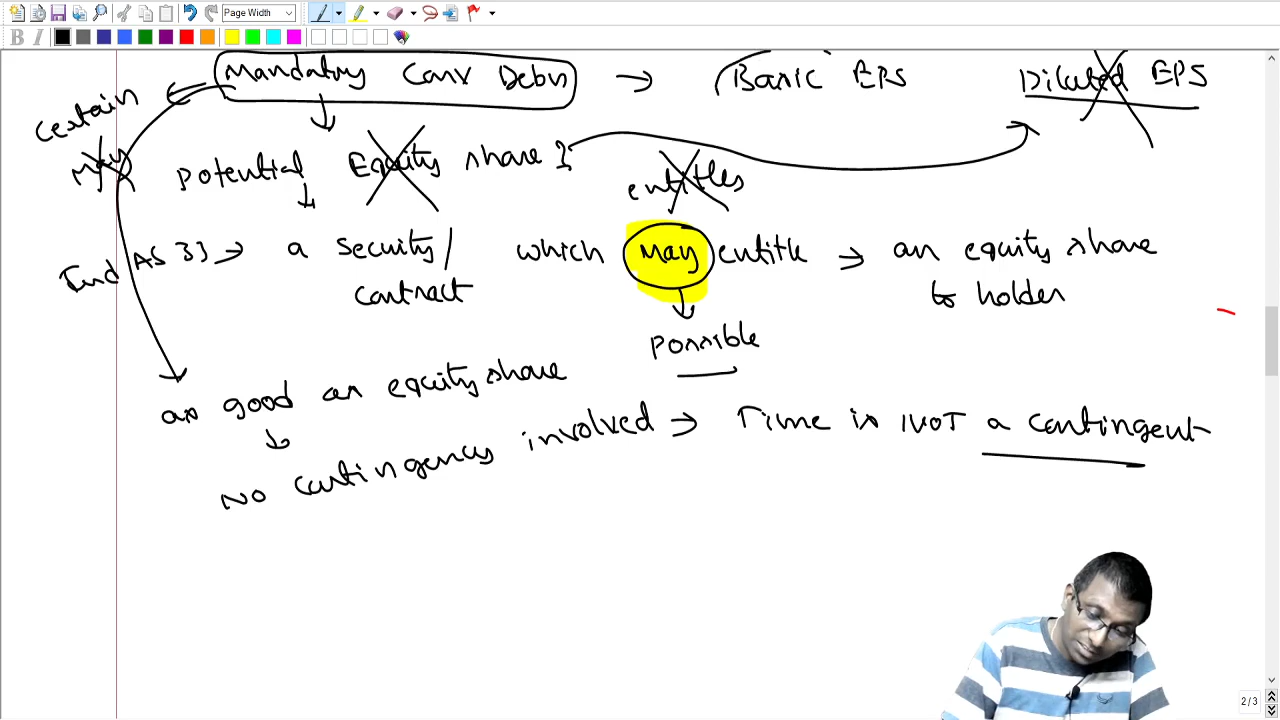 Page Width
B I
Mandatry Conv Debn → Basic EPS Diluted EPS
certain
May
Potential Equity share
entitles
Ind AS 33 → a security/ which May entitle → an equity share
contract to holder
Possible
as good as equity share
No contingency involved → Time is NOT a contingent
2/3